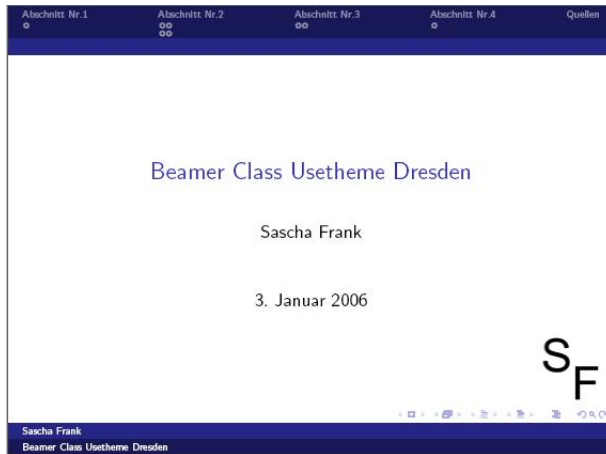 Abschnitt Nr.1 Abschnitt Nr.2 Abschnitt Nr.3 Abschnitt Nr.4 Quellen
Beamer Class Usetheme Dresden
Sascha Frank
3. Januar 2006
SF
Sascha Frank
Beamer Class Usetheme Dresden